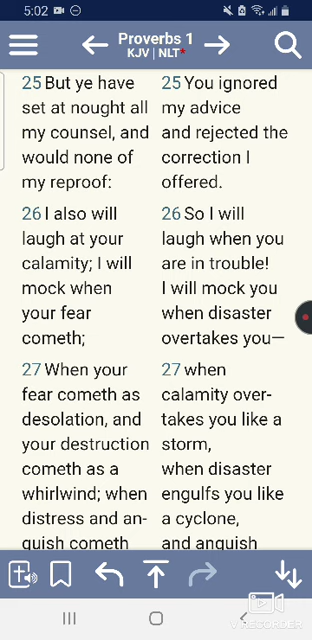 5:02
Proverbs 1
KJV | NLT*
25 But ye have
set at nought all
my counsel, and
would none of
my reproof:
26 I also will
laugh at your
calamity; I will
mock when
your fear
cometh;
27 When your
fear cometh as
desolation, and
your destruction
cometh as a
whirlwind; when
distress and an-
guish cometh
25 You ignored
my advice
and rejected the
correction I
offered.
26 So I will
laugh when you
are in trouble!
I will mock you
when disaster
overtakes you—
27 when
calamity over-
takes you like a
storm,
when disaster
engulfs you like
a cyclone,
and anguish
V RECORDER